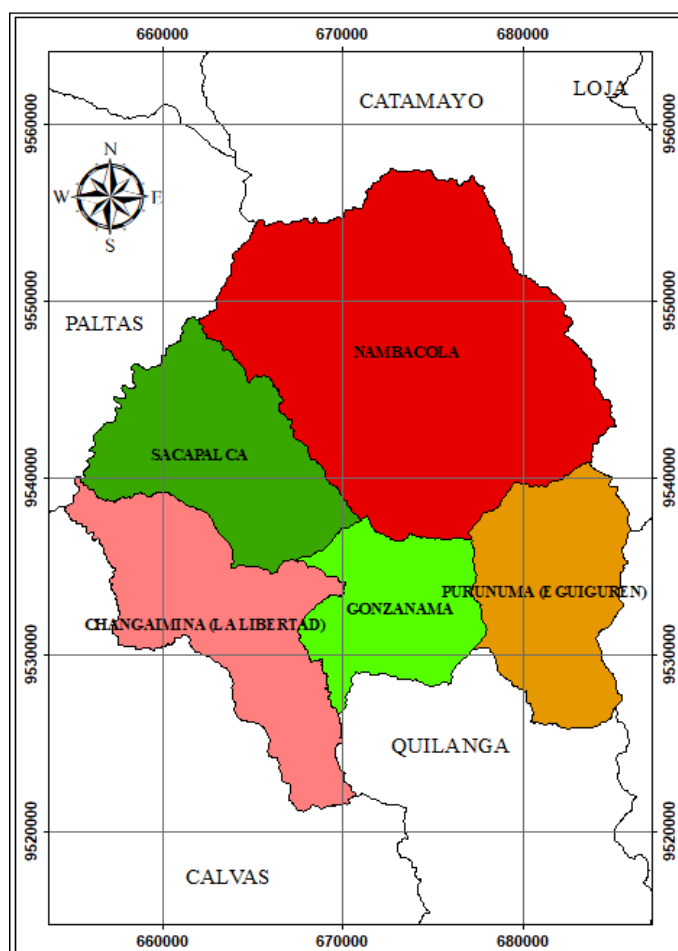 660000 670000 680000
LOJA
CATAMAYO
9560000 9560000
N
W E
S
9550000 9550000
PALTAS
NAMBACOLA
SACAPALCA
9540000 9540000
PURUNUMA (EGUIGUREN)
GONZANAMA
CHANGAIMINA (LA LIBERTAD)
9530000 9530000
QUILANGA
9520000 9520000
CALVAS
660000 670000 680000